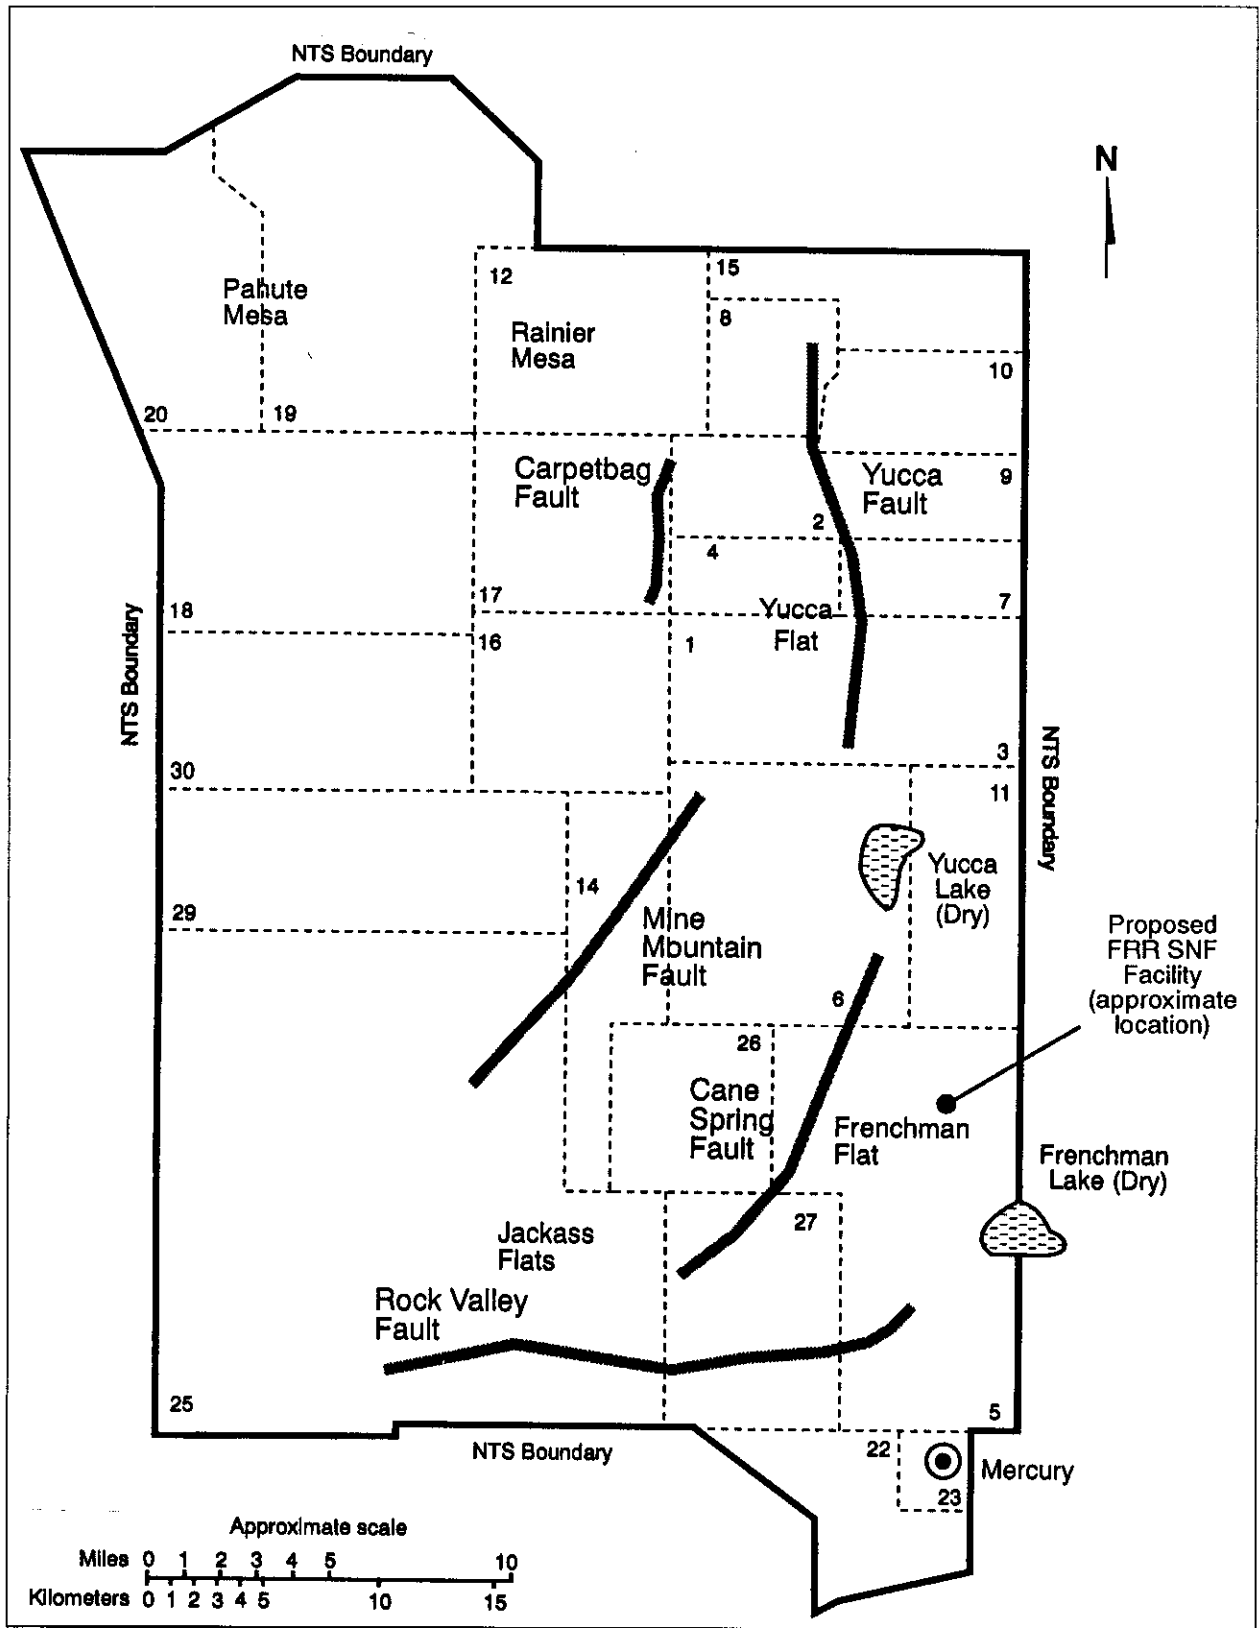 NTS Boundary
N
12
15
Pahute
Mesa
8
Rainier
Mesa
10
20
19
Carpetbag
Fault
Yucca
Fault
9
2
4
17
7
18
Yucca
Flat
16
1
NTS Boundary
NTS Boundary
3
30
11
14
Yucca
Lake
(Dry)
29
Mine
Mountain
Fault
Proposed
FRR SNF
Facility
(approximate
location)
6
26
Cane
Spring
Fault
Frenchman
Flat
Frenchman
Lake (Dry)
27
Jackass
Flats
Rock Valley
Fault
25
5
NTS Boundary
22
Mercury
23
Approximate scale
Miles 0 1 2 3 4 5 10
Kilometers 0 1 2 3 4 5 10 15